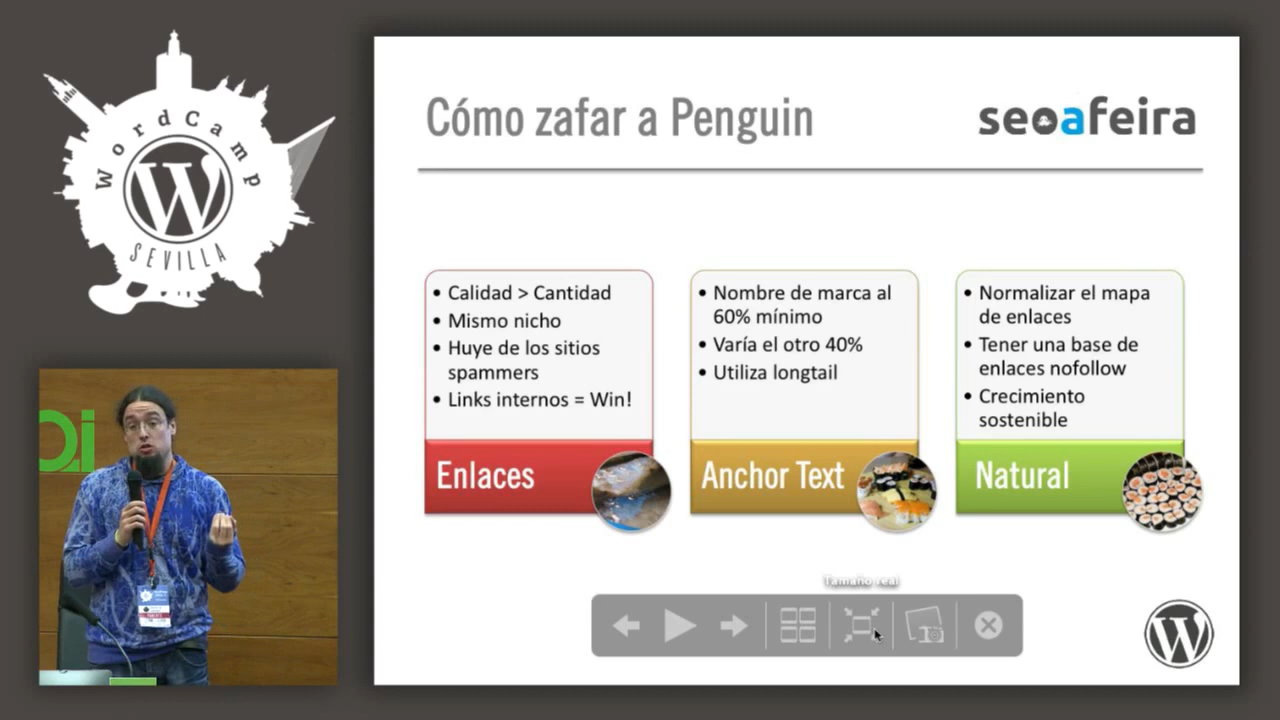 WordCamp
SEVILLA
Cómo zafar a Penguin
seoafeira
• Calidad > Cantidad
• Mismo nicho
• Huye de los sitios
spammers
• Links internos = Win!
Enlaces
• Nombre de marca al
60% mínimo
• Varía el otro 40%
• Utiliza longtail
Anchor Text
• Normalizar el mapa
de enlaces
• Tener una base de
enlaces nofollow
• Crecimiento
sostenible
Natural
Tamaño real